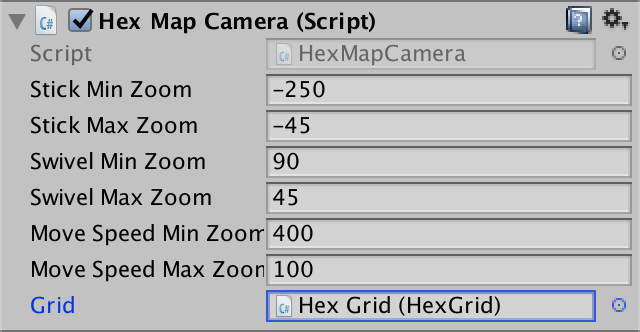 Hex Map Camera (Script)
Script HexMapCamera
Stick Min Zoom -250
Stick Max Zoom -45
Swivel Min Zoom 90
Swivel Max Zoom 45
Move Speed Min Zoom 400
Move Speed Max Zoom 100
Grid Hex Grid (HexGrid)